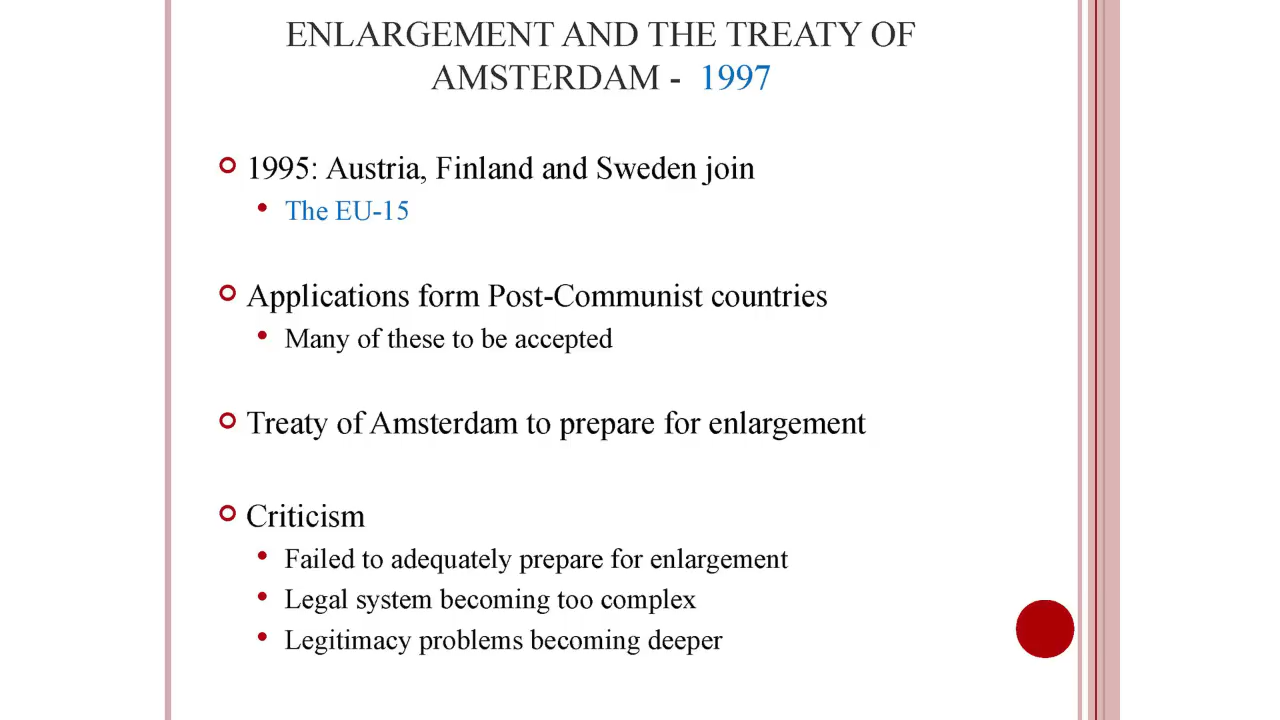 ENLARGEMENT AND THE TREATY OF
AMSTERDAM - 1997
1995: Austria, Finland and Sweden join
The EU-15
Applications form Post-Communist countries
Many of these to be accepted
Treaty of Amsterdam to prepare for enlargement
Criticism
Failed to adequately prepare for enlargement
Legal system becoming too complex
Legitimacy problems becoming deeper